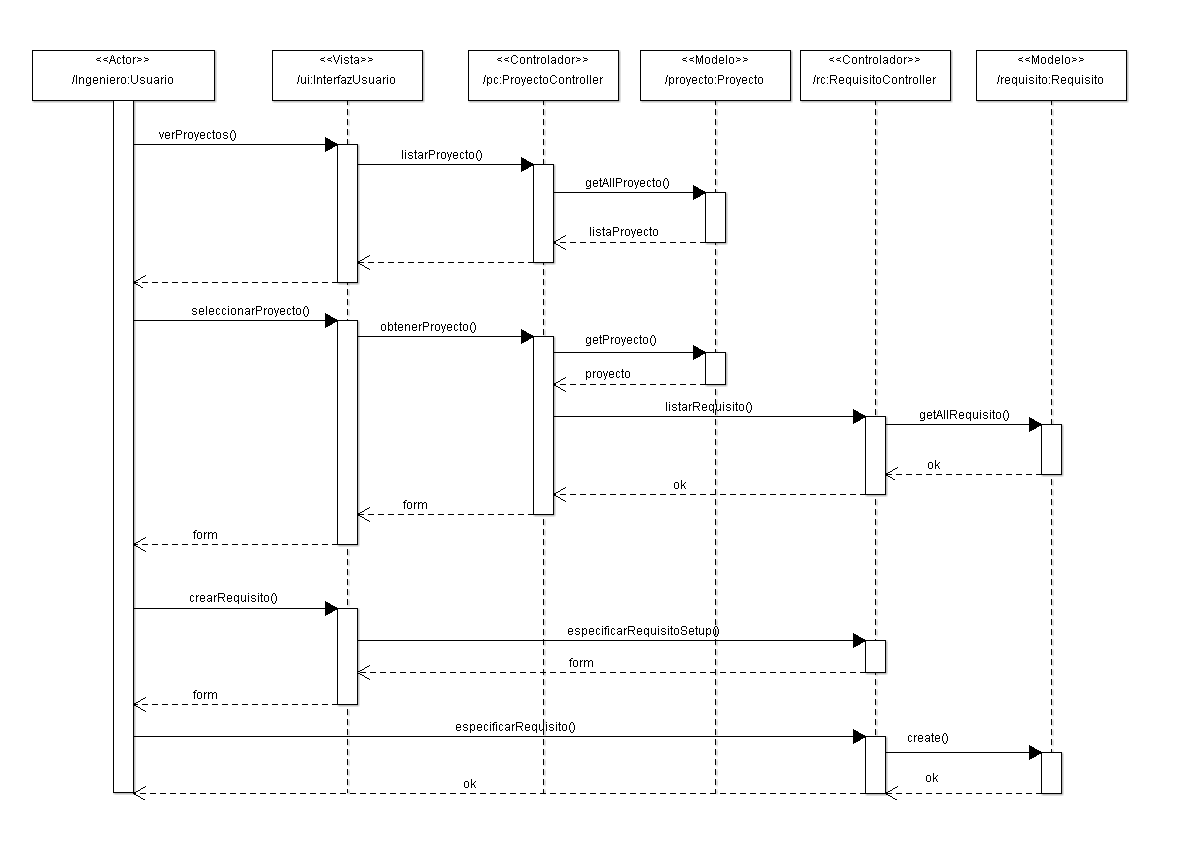 <<Actor>>
/Ingeniero:Usuario
<<Vista>>
/ui:InterfazUsuario
<<Controlador>>
/pc:ProyectoController
<<Modelo>>
/proyecto:Proyecto
<<Controlador>>
/rc:RequisitoController
<<Modelo>>
/requisito:Requisito
verProyectos()
listarProyecto()
getAllProyecto()
listaProyecto
seleccionarProyecto()
obtenerProyecto()
getProyecto()
proyecto
listarRequisito()
getAllRequisito()
ok
ok
form
form
crearRequisito()
especificarRequisitoSetup()
form
form
especificarRequisito()
create()
ok
ok